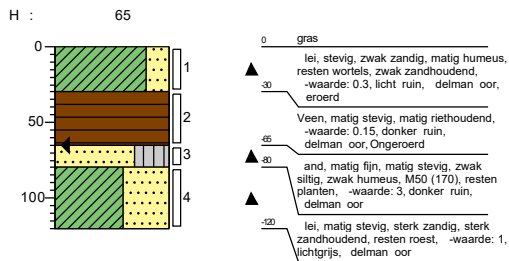 H : 65
0
50
100
1
2
3
4
0 gras
lei, stevig, zwak zandig, matig humeus,
resten wortels, zwak zandhoudend,
-waarde: 0.3, licht ruin, delman oor,
eroerd
-30
Veen, matig stevig, matig riethoudend,
-waarde: 0.15, donker ruin,
delman oor, Ongeroerd
-65
and, matig fijn, matig stevig, zwak
siltig, zwak humeus, M50 (170), resten
planten, -waarde: 3, donker ruin,
delman oor
-80
lei, matig stevig, sterk zandig, sterk
zandhoudend, resten roest, -waarde: 1,
lichtgrijs, delman oor
-120